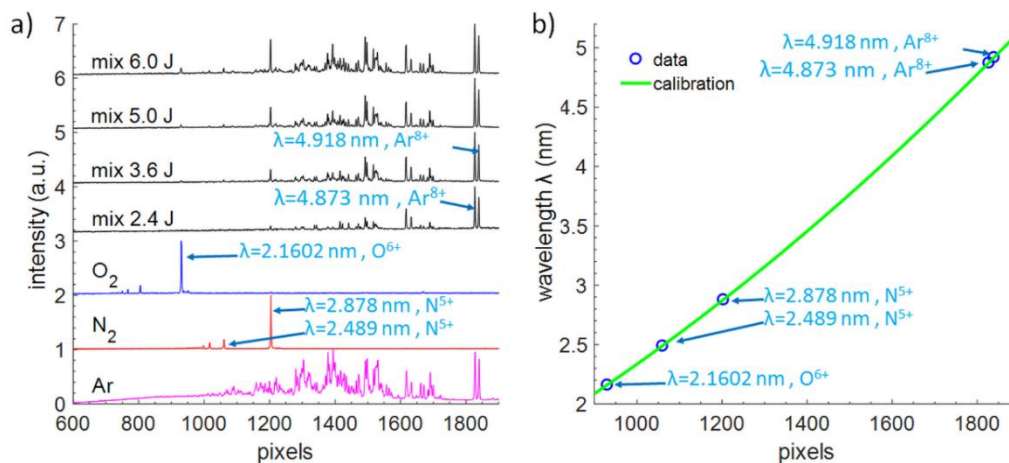 a)
7
6
5
4
3
2
1
0
intensity (a.u.)
mix 6.0 J
mix 5.0 J
λ=4.918 nm , Ar8+
mix 3.6 J
λ=4.873 nm , Ar8+
mix 2.4 J
O2
λ=2.1602 nm , O6+
N2
λ=2.878 nm , N5+
λ=2.489 nm , N5+
Ar
600 800 1000 1200 1400 1600 1800
pixels
b)
5
4.5
4
3.5
3
2.5
2
wavelength λ (nm)
data
calibration
λ=4.918 nm, Ar8+
λ=4.873 nm , Ar8+
λ=2.878 nm , N5+
λ=2.489 nm , N5+
λ=2.1602 nm , O6+
1000 1200 1400 1600 1800
pixels